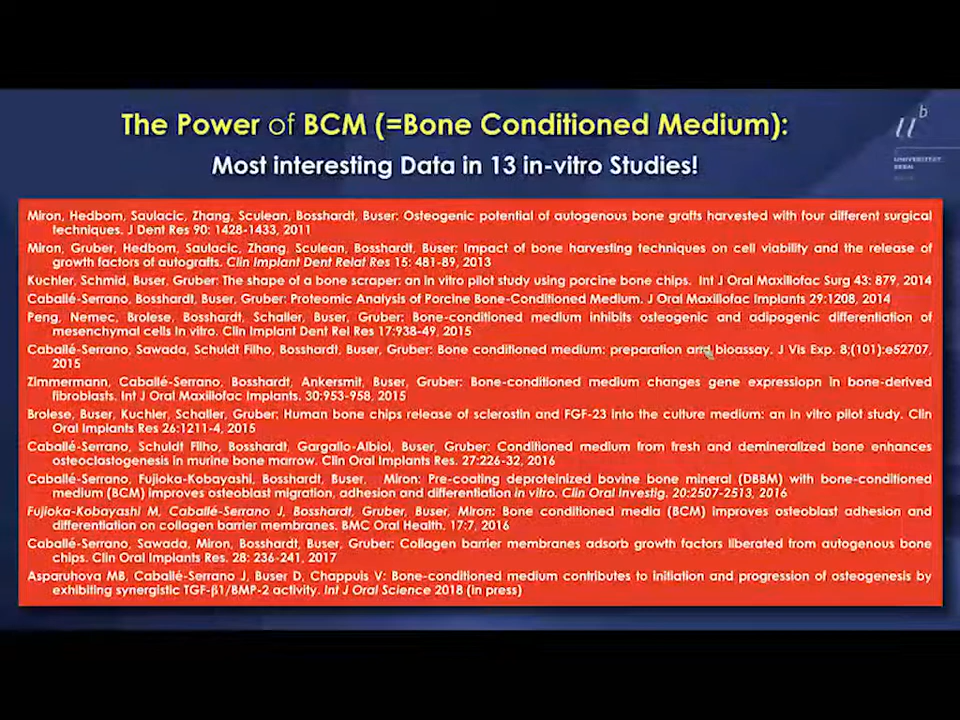 The Power of BCM (=Bone Conditioned Medium):
Most interesting Data in 13 in-vitro Studies!
u
b
UNIVERSITÄT
BERN
Miron, Hedbom, Saulacic, Zhang, Sculean, Bosshardt, Buser: Osteogenic potential of autogenous bone grafts harvested with four different surgical
techniques. J Dent Res 90: 1428-1433, 2011
Miron, Gruber, Hedbom, Saulacic, Zhang, Sculean, Bosshardt, Buser: Impact of bone harvesting techniques on cell viability and the release of
growth factors of autografts. Clin Implant Dent Relat Res 15: 481-89, 2013
Kuchler, Schmid, Buser, Gruber: The shape of a bone scraper: an in vitro pilot study using porcine bone chips. Int J Oral Maxillofac Surg 43: 879, 2014
Caballé-Serrano, Bosshardt, Buser, Gruber: Proteomic Analysis of Porcine Bone-Conditioned Medium. J Oral Maxillofac Implants 29:1208, 2014
Peng, Nemec, Brolese, Bosshardt, Schaller, Buser, Gruber: Bone-conditioned medium inhibits osteogenic and adipogenic differentiation of
mesenchymal cells in vitro. Clin Implant Dent Rel Res 17:938-49, 2015
Caballé-Serrano, Sawada, Schuldt Filho, Bosshardt, Buser, Gruber: Bone conditioned medium: preparation and bioassay. J Vis Exp. 8;(101):e52707,
2015
Zimmermann, Caballé-Serrano, Bosshardt, Ankersmit, Buser, Gruber: Bone-conditioned medium changes gene expressiopn in bone-derived
fibroblasts. Int J Oral Maxillofac Implants. 30:953-958, 2015
Brolese, Buser, Kuchler, Schaller, Gruber: Human bone chips release of sclerostin and FGF-23 into the culture medium: an in vitro pilot study. Clin
Oral Implants Res 26:1211-4, 2015
Caballé-Serrano, Schuldt Filho, Bosshardt, Gargallo-Albiol, Buser, Gruber: Conditioned medium from fresh and demineralized bone enhances
osteoclastogenesis in murine bone marrow. Clin Oral Implants Res. 27:226-32, 2016
Caballé-Serrano, Fujioka-Kobayashi, Bosshardt, Buser, Miron: Pre-coating deproteinized bovine bone mineral (DBBM) with bone-conditioned
medium (BCM) improves osteoblast migration, adhesion and differentiation in vitro. Clin Oral Investig. 20:2507-2513, 2016
Fujioka-Kobayashi M, Caballé-Serrano J, Bosshardt, Gruber, Buser, Miron: Bone conditioned media (BCM) improves osteoblast adhesion and
differentiation on collagen barrier membranes. BMC Oral Health. 17:7, 2016
Caballé-Serrano, Sawada, Miron, Bosshardt, Buser, Gruber: Collagen barrier membranes adsorb growth factors liberated from autogenous bone
chips. Clin Oral Implants Res. 28: 236-241, 2017
Asparuhova MB, Caballé-Serrano J, Buser D, Chappuis V: Bone-conditioned medium contributes to initiation and progression of osteogenesis by
exhibiting synergistic TGF-β1/BMP-2 activity. Int J Oral Science 2018 (in press)